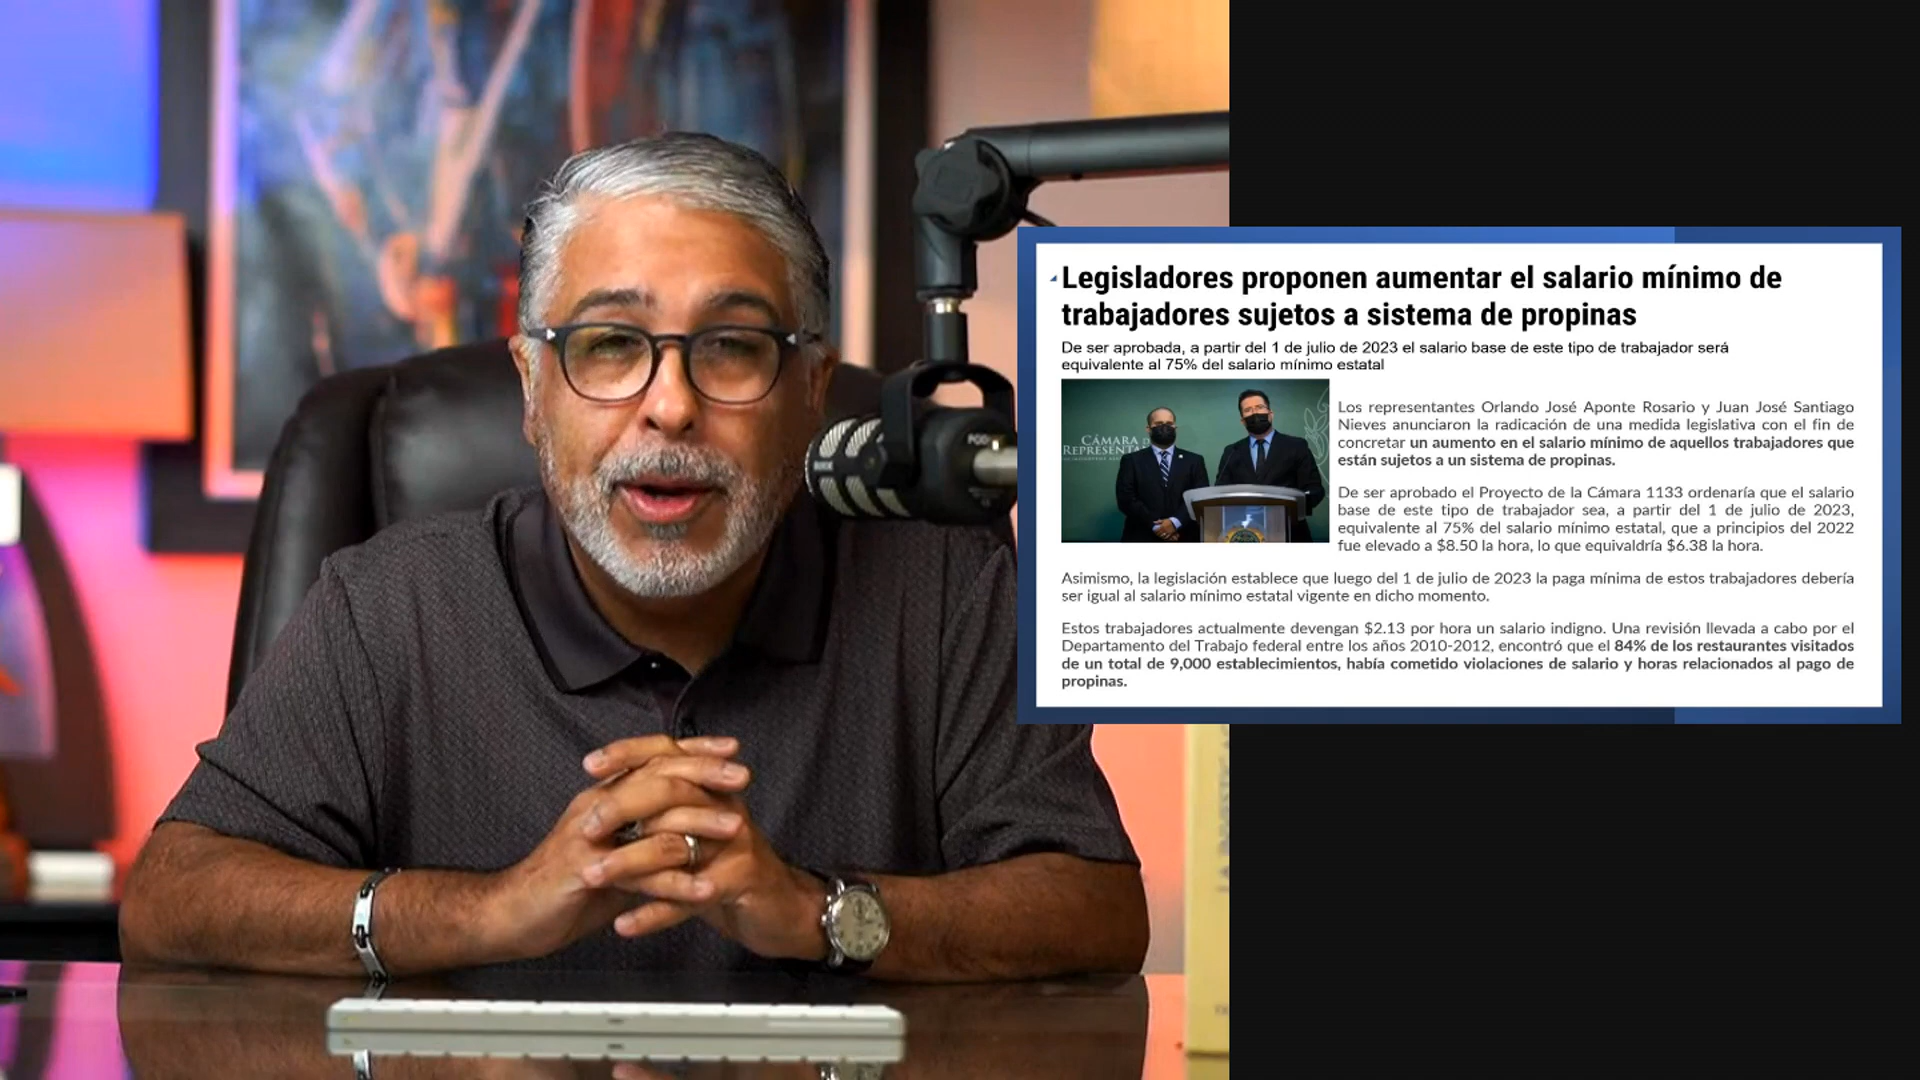 Legisladores proponen aumentar el salario mínimo de
trabajadores sujetos a sistema de propinas
De ser aprobada, a partir del 1 de julio de 2023 el salario base de este tipo de trabajador será
equivalente al 75% del salario mínimo estatal
CÁMARA
REPRESENTA
Los representantes Orlando José Aponte Rosario y Juan José Santiago
Nieves anunciaron la radicación de una medida legislativa con el fin de
concretar un aumento en el salario mínimo de aquellos trabajadores que
están sujetos a un sistema de propinas.
De ser aprobado el Proyecto de la Cámara 1133 ordenaría que el salario
base de este tipo de trabajador sea, a partir del 1 de julio de 2023,
equivalente al 75% del salario mínimo estatal, que a principios del 2022
fue elevado a $8.50 la hora, lo que equivaldría $6.38 la hora.
Asimismo, la legislación establece que luego del 1 de julio de 2023 la paga mínima de estos trabajadores debería
ser igual al salario mínimo estatal vigente en dicho momento.
Estos trabajadores actualmente devengan $2.13 por hora un salario indigno. Una revisión llevada a cabo por el
Departamento del Trabajo federal entre los años 2010-2012, encontró que el 84% de los restaurantes visitados
de un total de 9,000 establecimientos, había cometido violaciones de salario y horas relacionados al pago de
propinas.